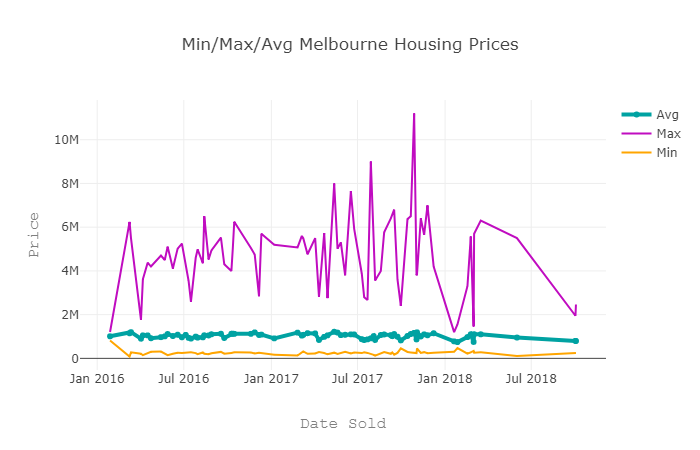 Min/Max/Avg Melbourne Housing Prices
Avg
Max
Min
10M
8M
6M
4M
2M
0
Price
Jan 2016
Jul 2016
Jan 2017
Jul 2017
Jan 2018
Jul 2018
Date Sold